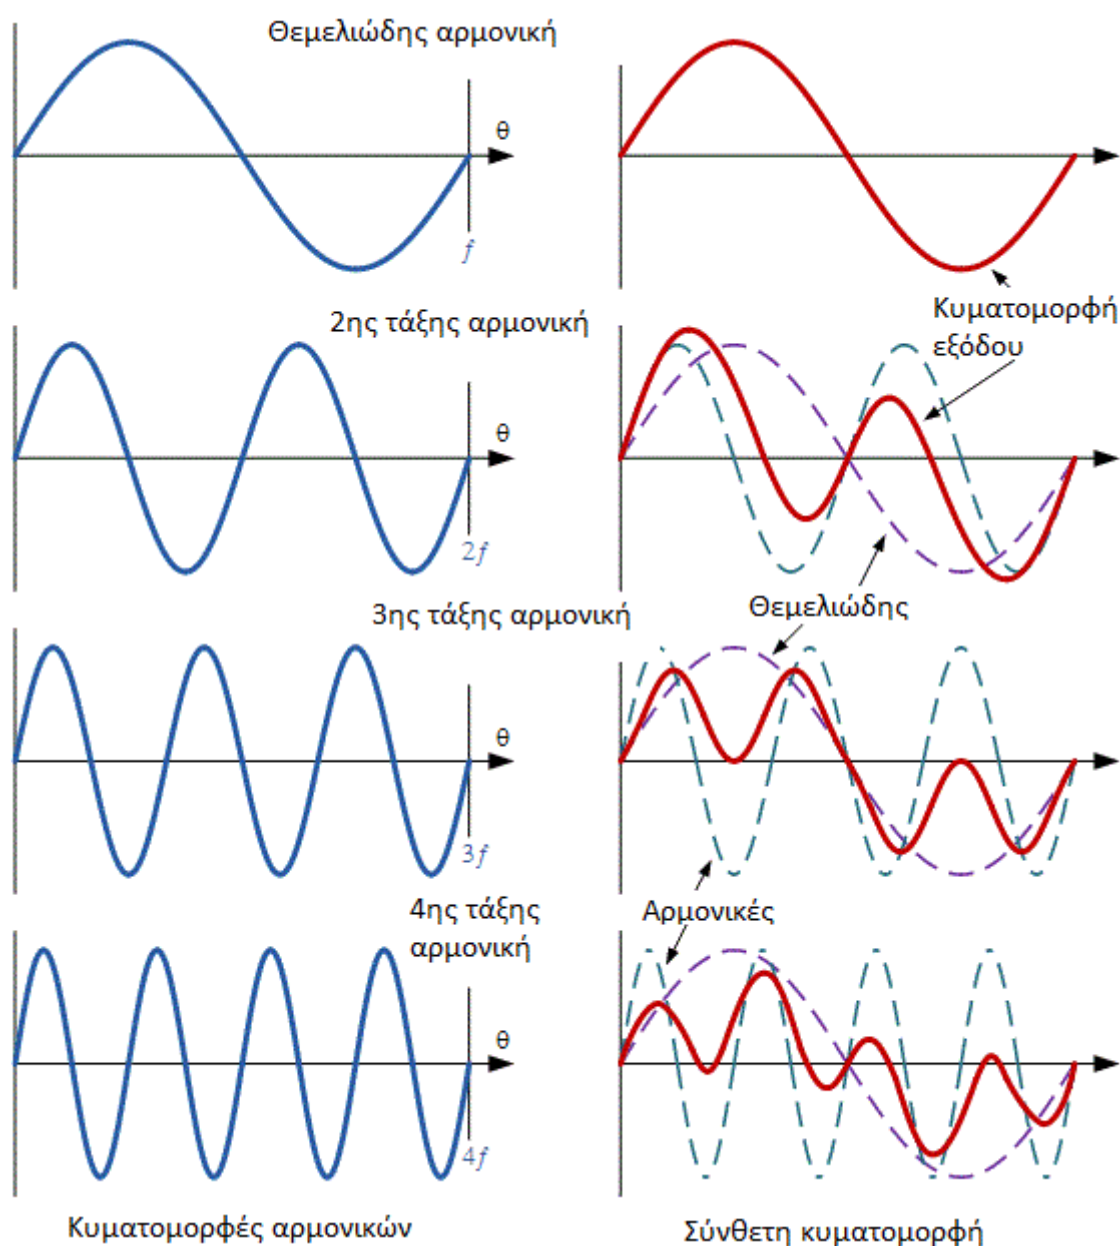 Θεμελιώδης αρμονική
θ
f
Κυματομορφή
εξόδου
2ης τάξης αρμονική
θ
2f
Θεμελιώδης
3ης τάξης αρμονική
θ
3f
Αρμονικές
4ης τάξης
αρμονική
θ
4f
Κυματομορφές αρμονικών
Σύνθετη κυματομορφή